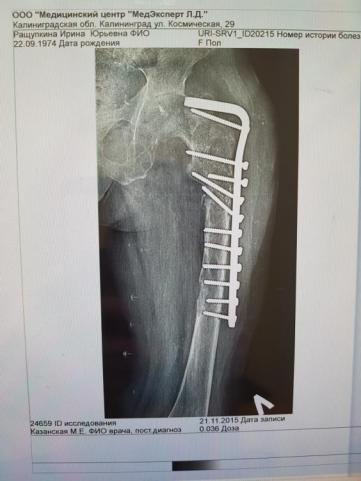 ООО "Медицинский центр "МедЭксперт Л.Д."
Калининградская обл. Калининград ул. Космическая, 29
Ращупкина Ирина Юрьевна ФИО URI-SRV1_ID20215 Номер истории болез
22.09.1974 Дата рождения F Пол
24659 ID исследования 21.11.2015 Дата записи
Казанская М.Е. ФИО врача, пост.диагноз 0.036 Доза